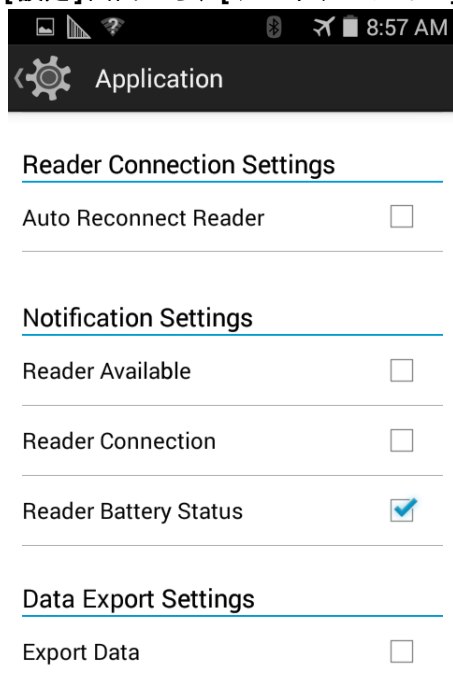 8:57 AM
Application
Reader Connection Settings
Auto Reconnect Reader
Notification Settings
Reader Available
Reader Connection
Reader Battery Status
Data Export Settings
Export Data